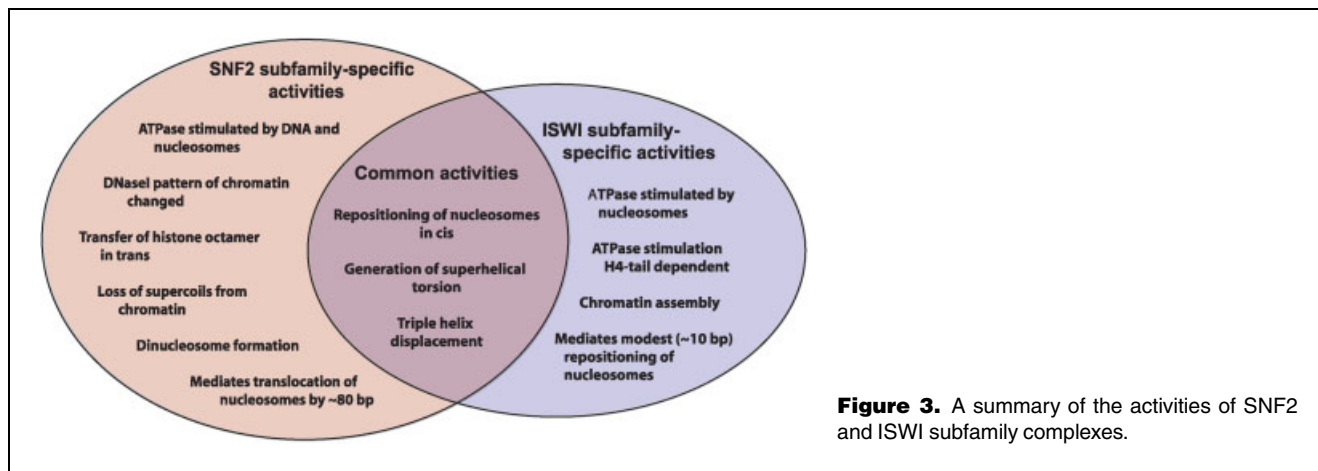 SNF2 subfamily-specific
activities
ATPase stimulated by DNA and
nucleosomes
DNaseI pattern of chromatin
changed
Transfer of histone octamer
in trans
Loss of supercoils from
chromatin
Dinucleosome formation
Mediates translocation of
nucleosomes by ~80 bp
Common activities
Repositioning of nucleosomes
in cis
Generation of superhelical
torsion
Triple helix
displacement
ISWI subfamily-
specific activities
ATPase stimulated by
nucleosomes
ATPase stimulation
H4-tail dependent
Chromatin assembly
Mediates modest (~10 bp)
repositioning of
nucleosomes
Figure 3. A summary of the activities of SNF2
and ISWI subfamily complexes.